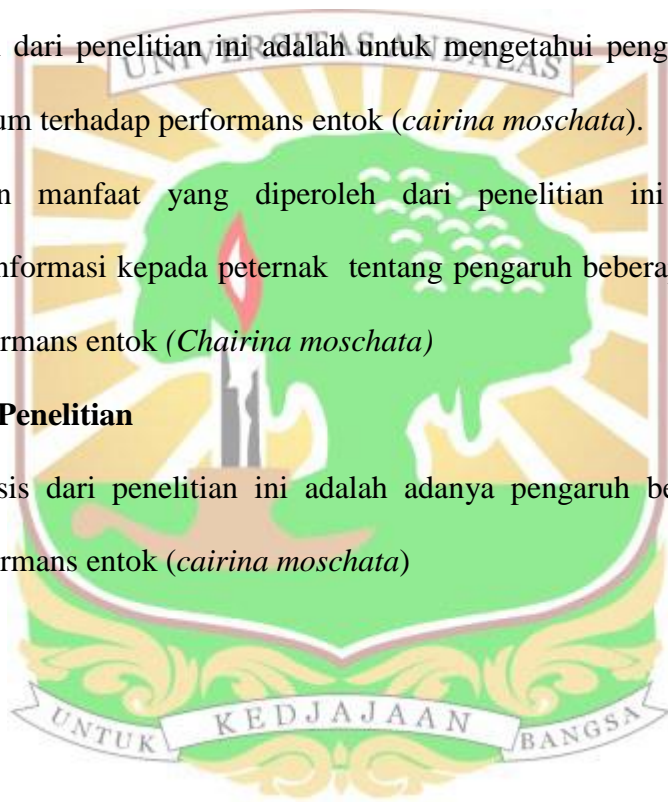 dari penelitian ini adalah untuk mengetahui peng
UNIVERSITAS ANDALAS
um terhadap performans entok (cairina moschata).
n manfaat yang diperoleh dari penelitian ini
nformasi kepada peternak tentang pengaruh bebera
rmans entok (Chairina moschata)
Penelitian
sis dari penelitian ini adalah adanya pengaruh be
rmans entok (cairina moschata)
UNTUK KEDJAJAAN BANGSA